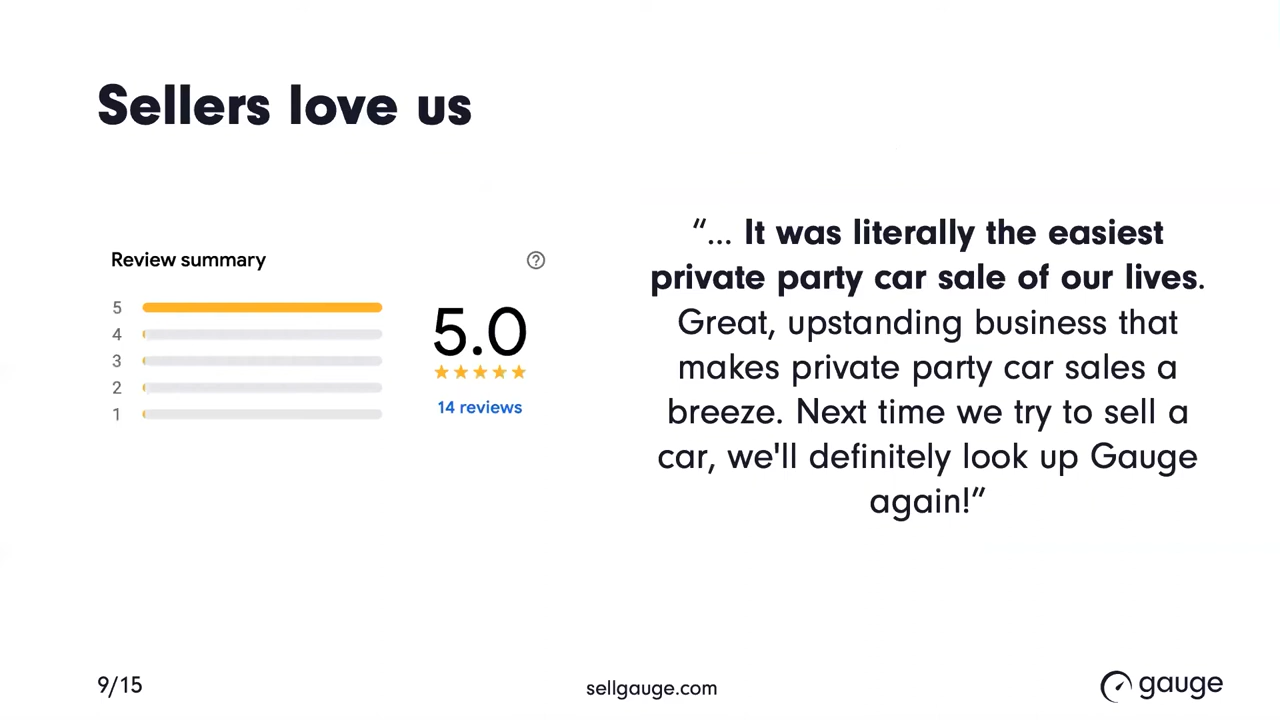 Sellers love us
Review summary
5
4
3
2
1
5.0
14 reviews
“... It was literally the easiest
private party car sale of our lives.
Great, upstanding business that
makes private party car sales a
breeze. Next time we try to sell a
car, we'll definitely look up Gauge
again!”
9/15
sellgauge.com
gauge